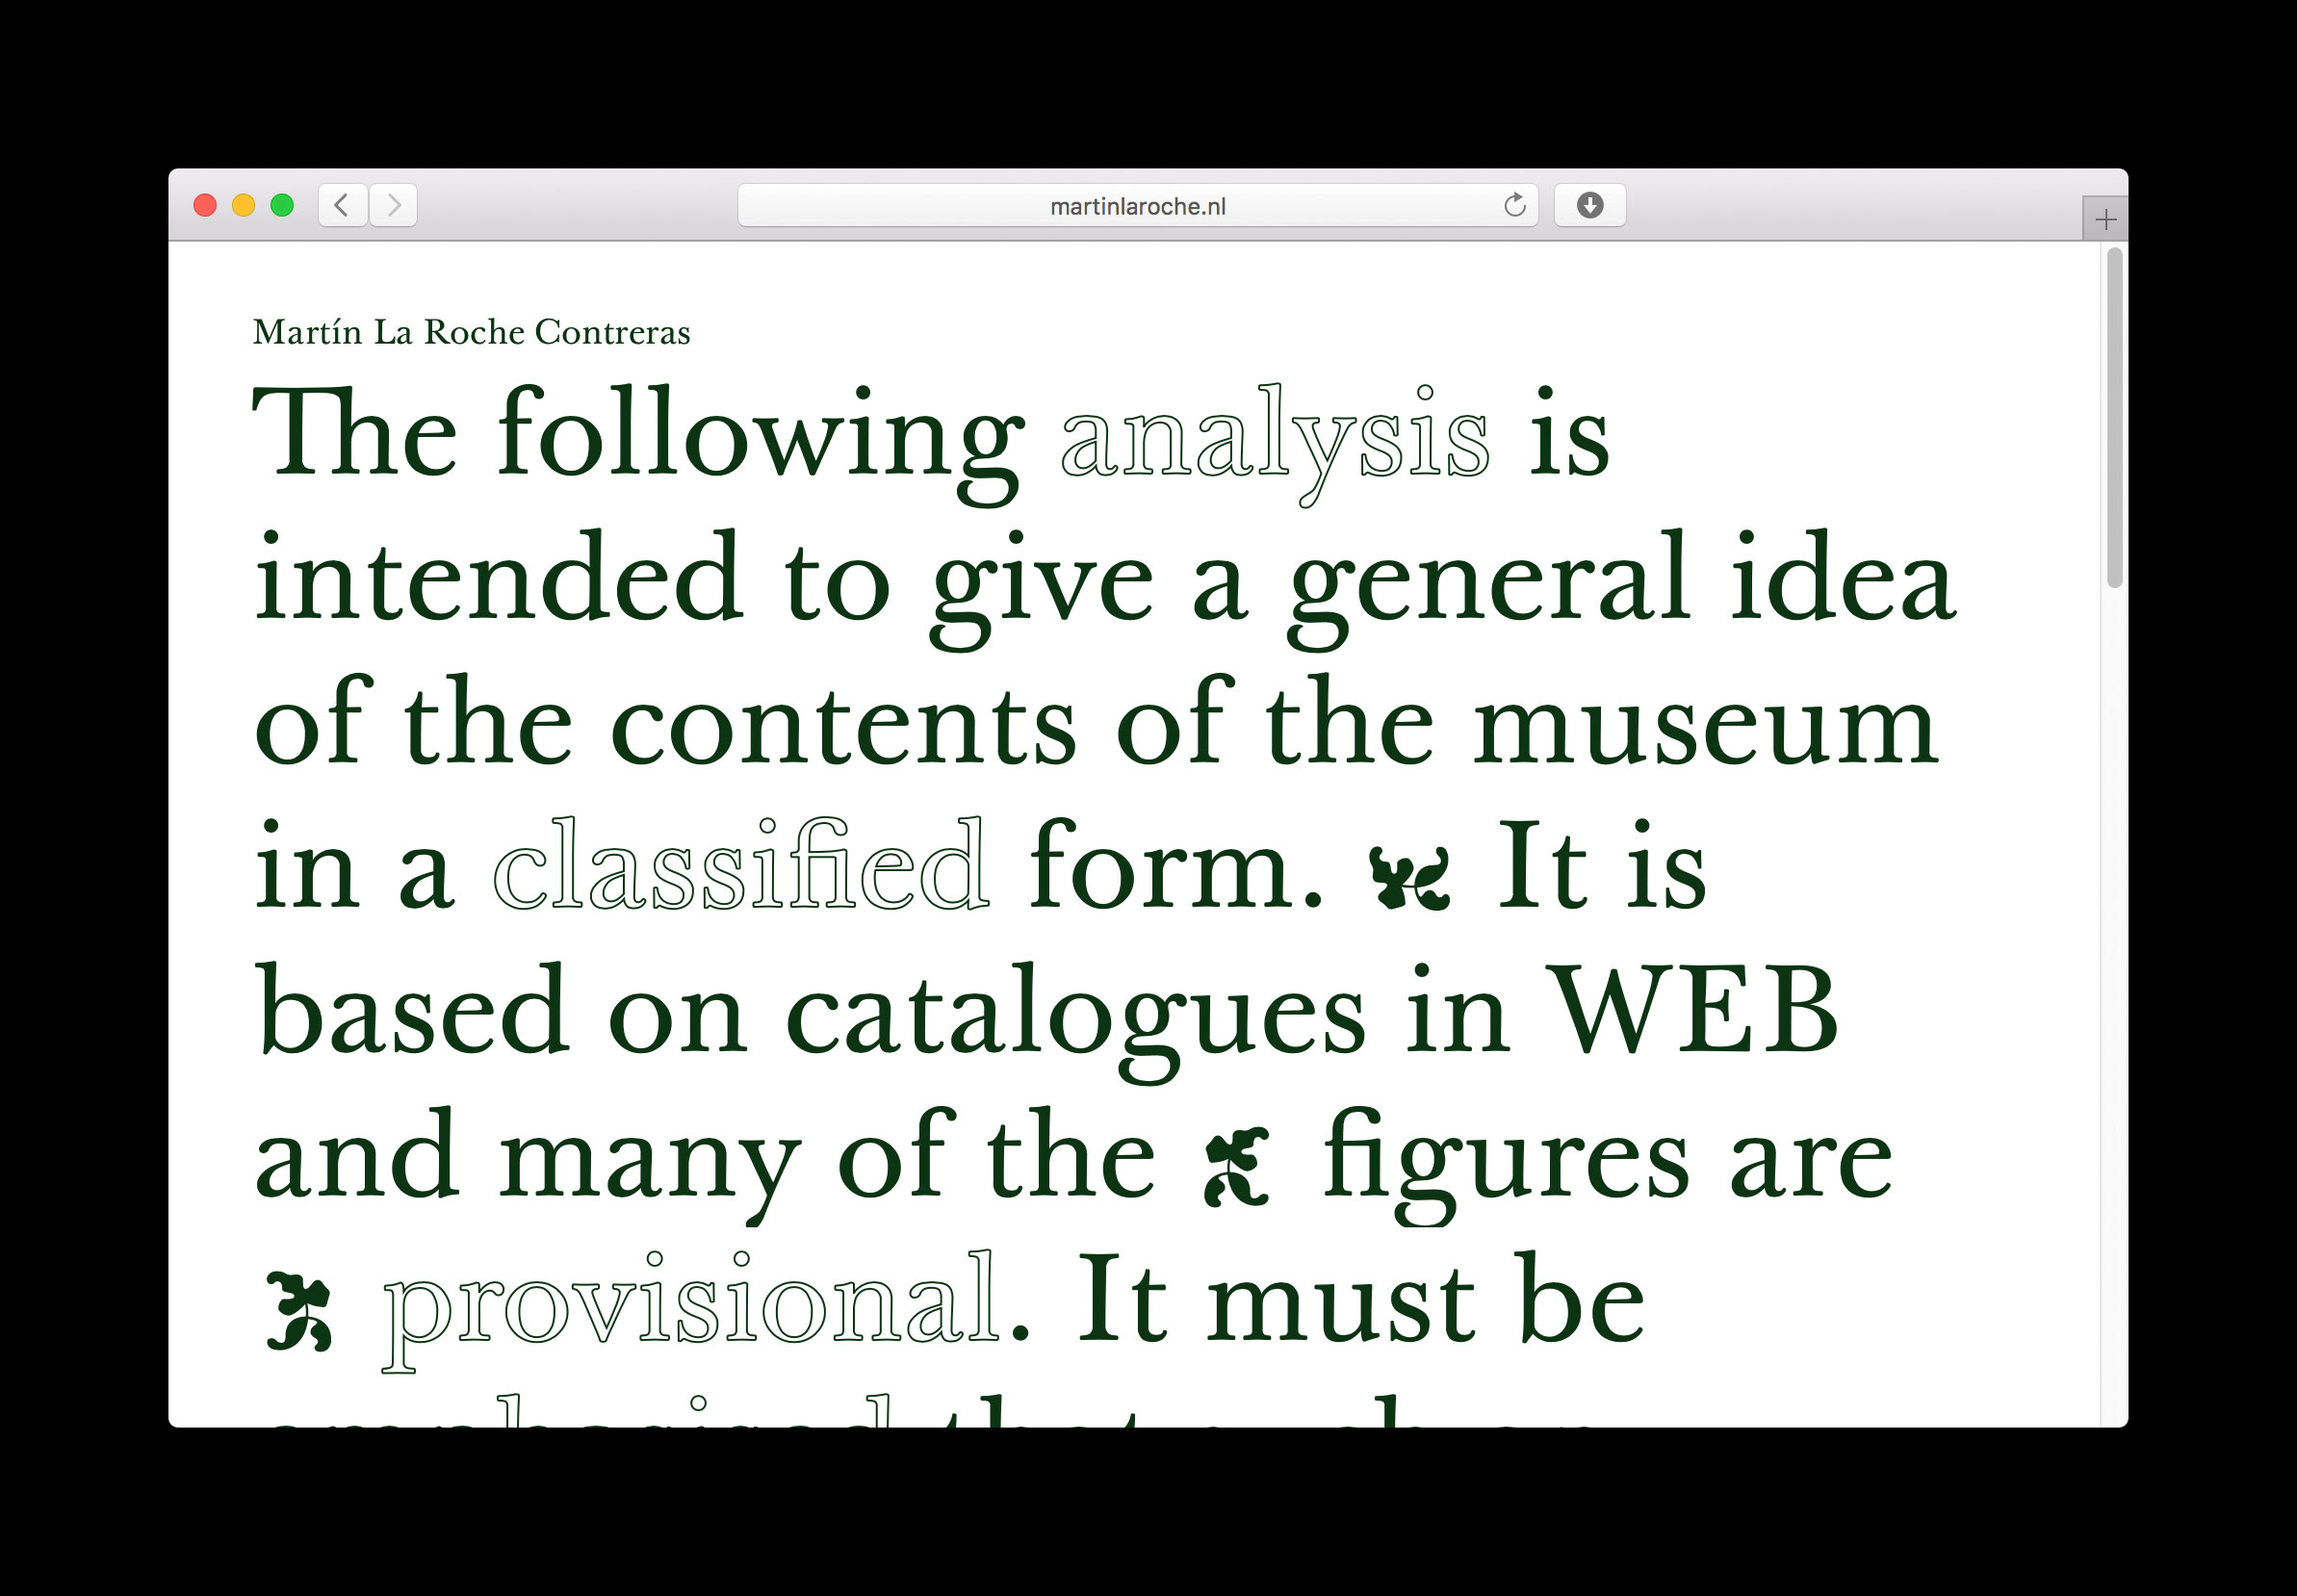 martinlaroche.nl
Martín La Roche Contreras
The following analysis is
intended to give a general idea
of the contents of the museum
in a classified form. It is
based on catalogues in WEB
and many of the figures are
provisional. It must be